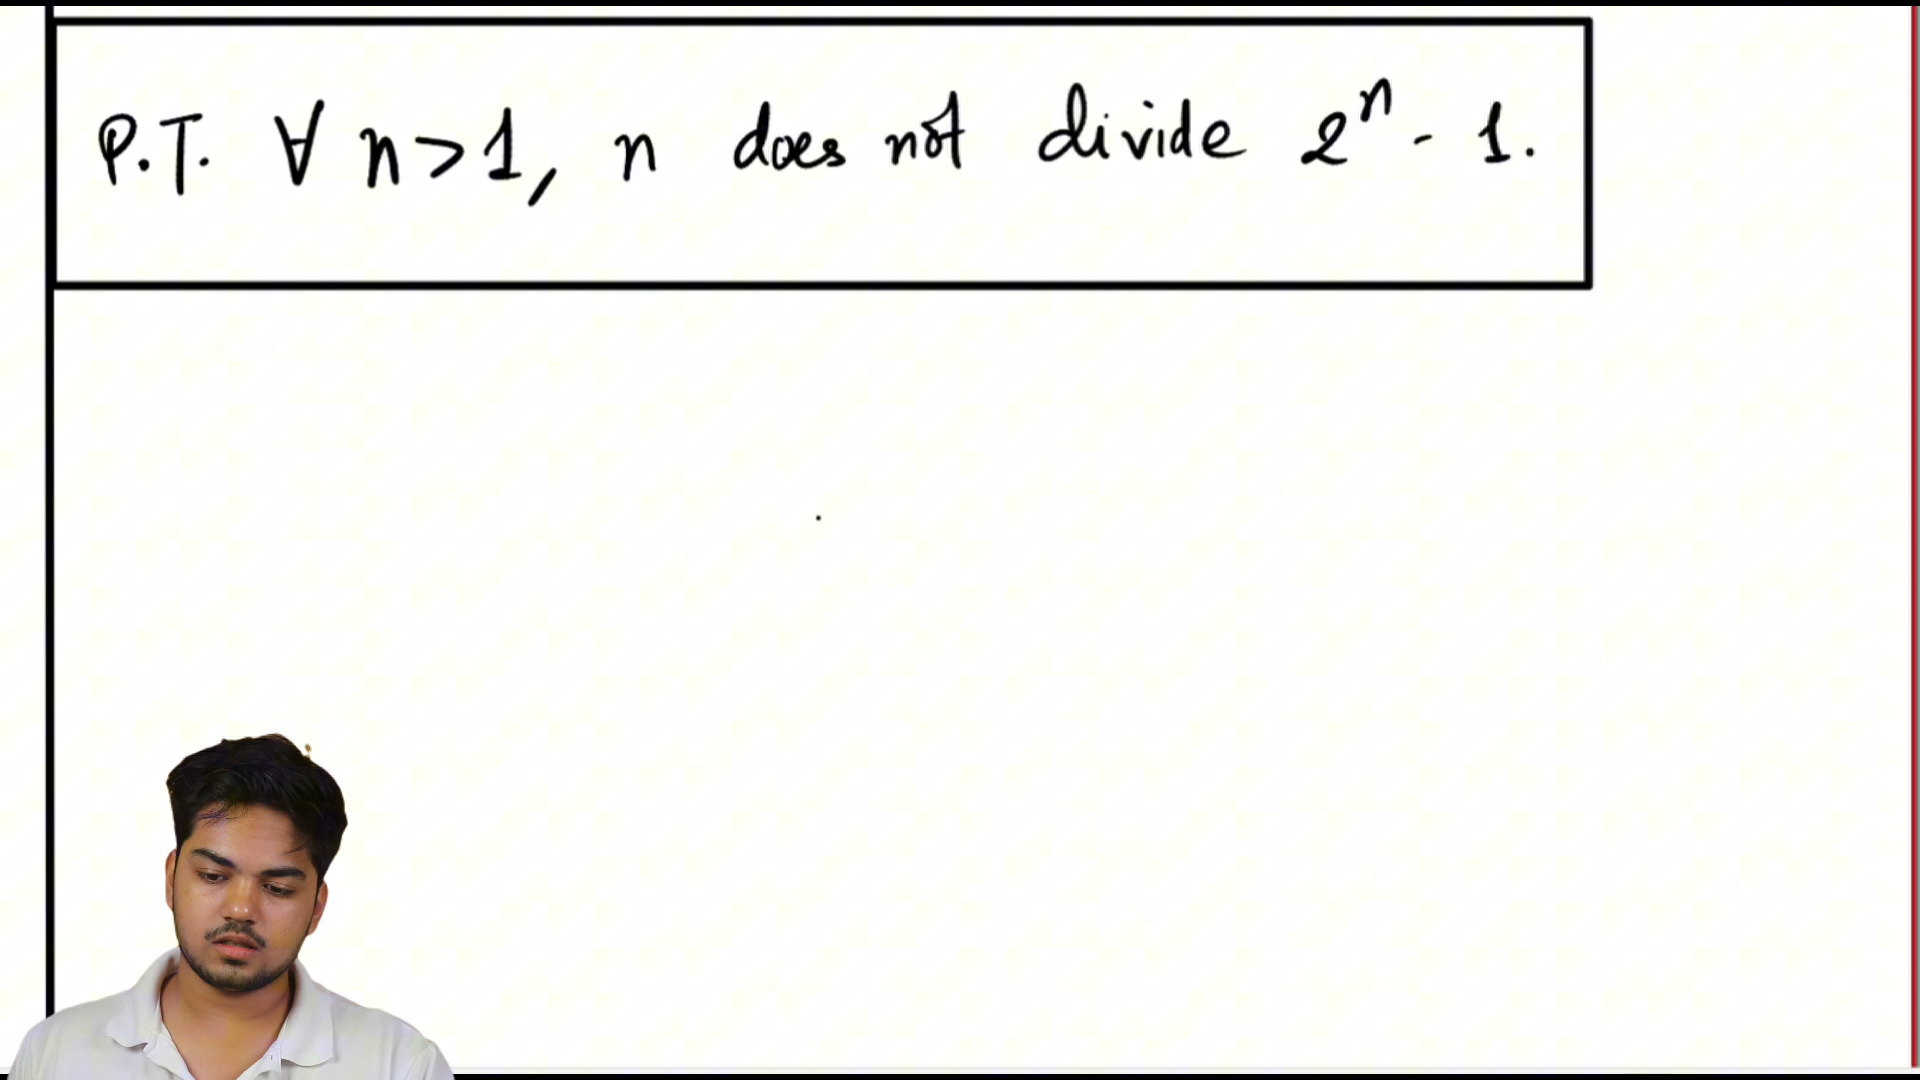 P.T. ∀ n>1, n does not divide 2ⁿ - 1.